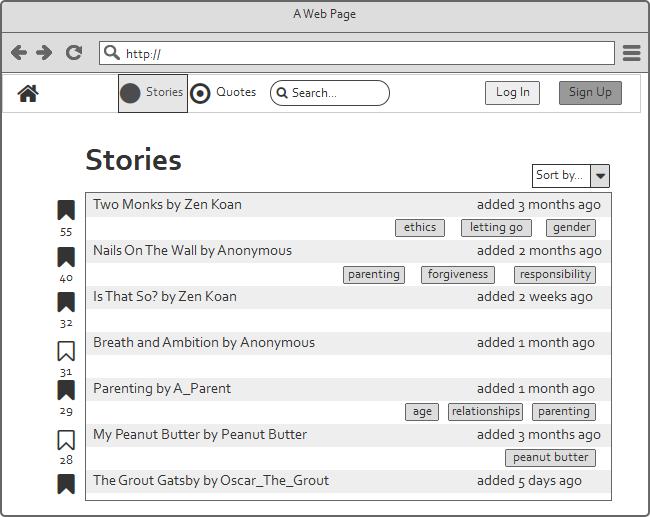 A Web Page
http://
Stories Quotes Search... Log In Sign Up
Stories
Sort by...
Two Monks by Zen Koan added 3 months ago
55 ethics letting go gender
Nails On The Wall by Anonymous added 2 months ago
40 parenting forgiveness responsibility
Is That So? by Zen Koan added 2 weeks ago
32
Breath and Ambition by Anonymous added 1 month ago
31
Parenting by A_Parent added 1 month ago
29 age relationships parenting
My Peanut Butter by Peanut Butter added 3 months ago
28 peanut butter
The Grout Gatsby by Oscar_The_Grout added 5 days ago